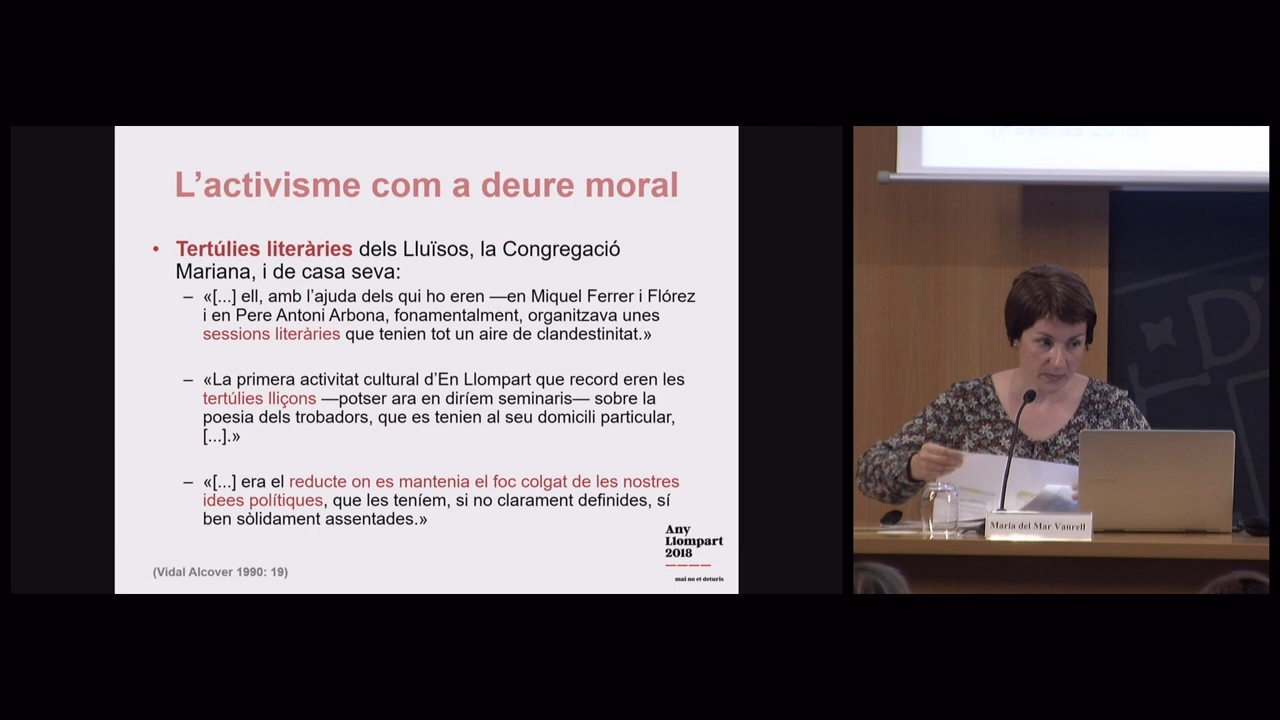 L’activisme com a deure moral
• Tertúlies literàries dels Lluïsos, la Congregació
Mariana, i de casa seva:
– «[...] ell, amb l’ajuda dels qui ho eren —en Miquel Ferrer i Flórez
i en Pere Antoni Arbona, fonamentalment, organitzava unes
sessions literàries que tenien tot un aire de clandestinitat.»
– «La primera activitat cultural d’En Llompart que record eren les
tertúlies lliçons —potser ara en diríem seminaris— sobre la
poesia dels trobadors, que es tenien al seu domicili particular,
[...].»
– «[...] era el reducte on es mantenia el foc colgat de les nostres
idees polítiques, que les teníem, si no clarament definides, sí
ben sòlidament assentades.»
(Vidal Alcover 1990: 19)
Any
Llompart
2018
mai no et deturis
Maria del Mar Vanrell